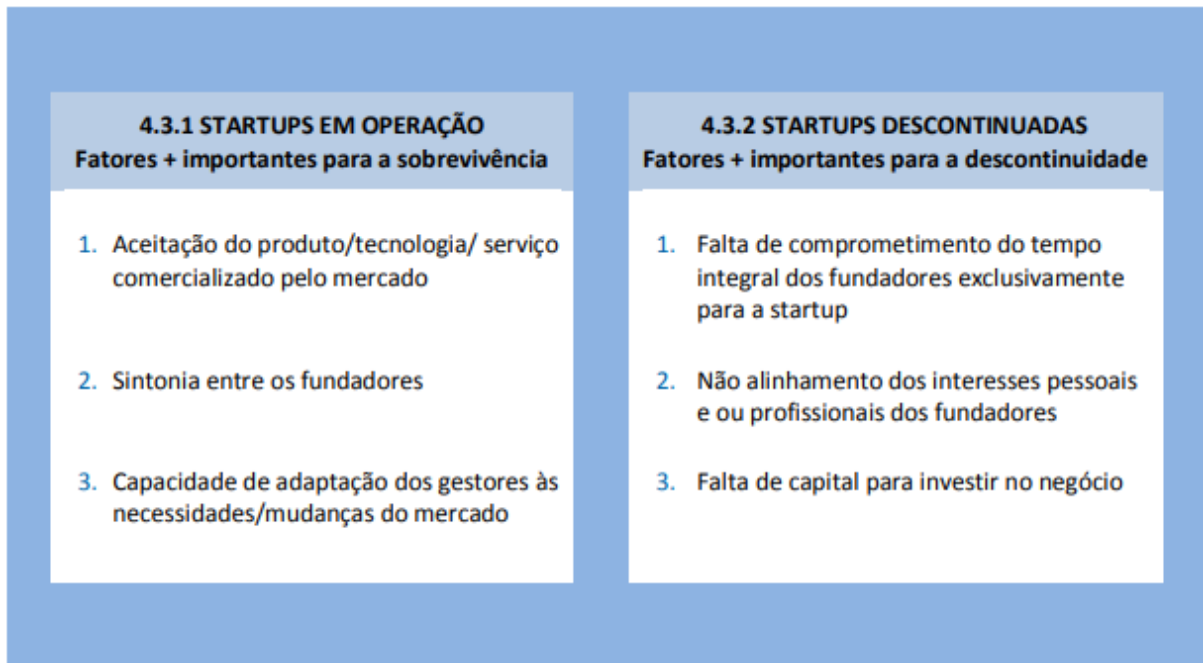 4.3.1 STARTUPS EM OPERAÇÃO
Fatores + importantes para a sobrevivência
1. Aceitação do produto/tecnologia/ serviço
comercializado pelo mercado
2. Sintonia entre os fundadores
3. Capacidade de adaptação dos gestores às
necessidades/mudanças do mercado
4.3.2 STARTUPS DESCONTINUADAS
Fatores + importantes para a descontinuidade
1. Falta de comprometimento do tempo
integral dos fundadores exclusivamente
para a startup
2. Não alinhamento dos interesses pessoais
e ou profissionais dos fundadores
3. Falta de capital para investir no negócio